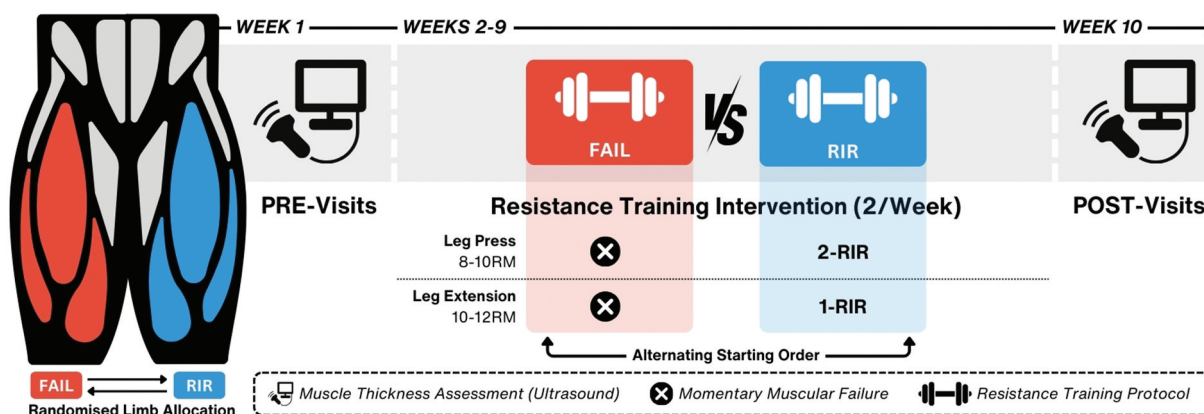 WEEK 1
WEEKS 2-9
WEEK 10
FAIL
VS
RIR
PRE-Visits
Resistance Training Intervention (2/Week)
POST-Visits
Leg Press
8-10RM
2-RIR
Leg Extension
10-12RM
1-RIR
Alternating Starting Order
FAIL
RIR
Randomised Limb Allocation
Muscle Thickness Assessment (Ultrasound)
Momentary Muscular Failure
Resistance Training Protocol